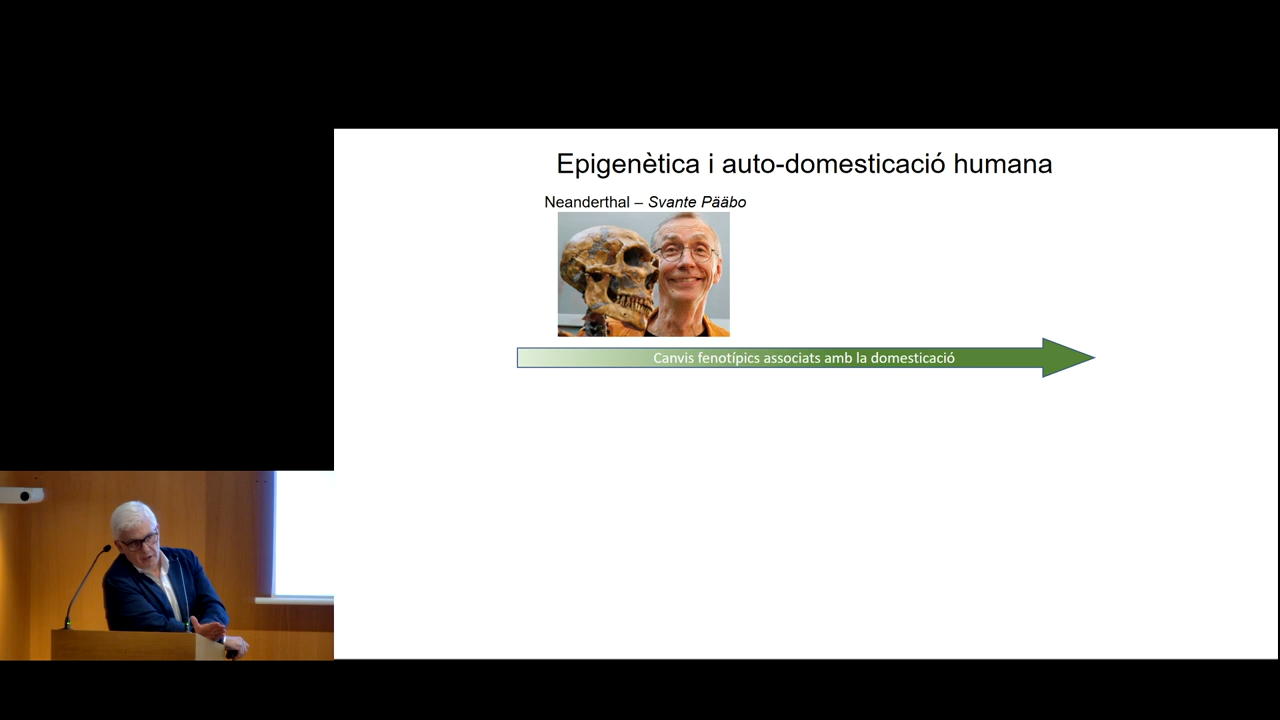 Epigenètica i auto-domesticació humana
Neanderthal – Svante Pääbo
Canvis fenotípics associats amb la domesticació